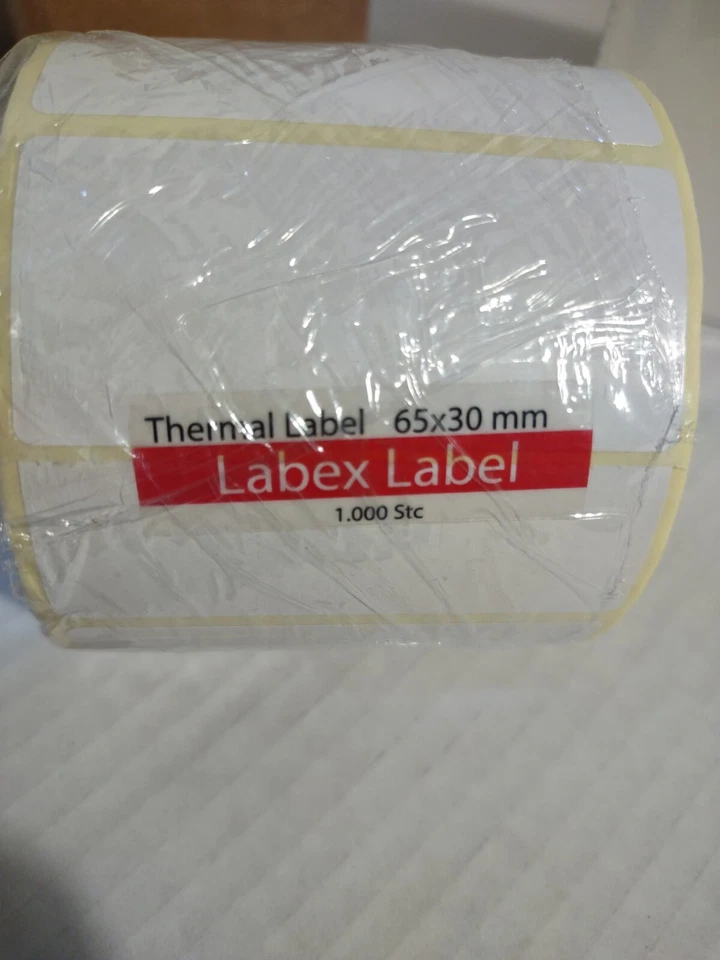 Thermal Label 65x30 mm
Labex Label
1.000 Stc